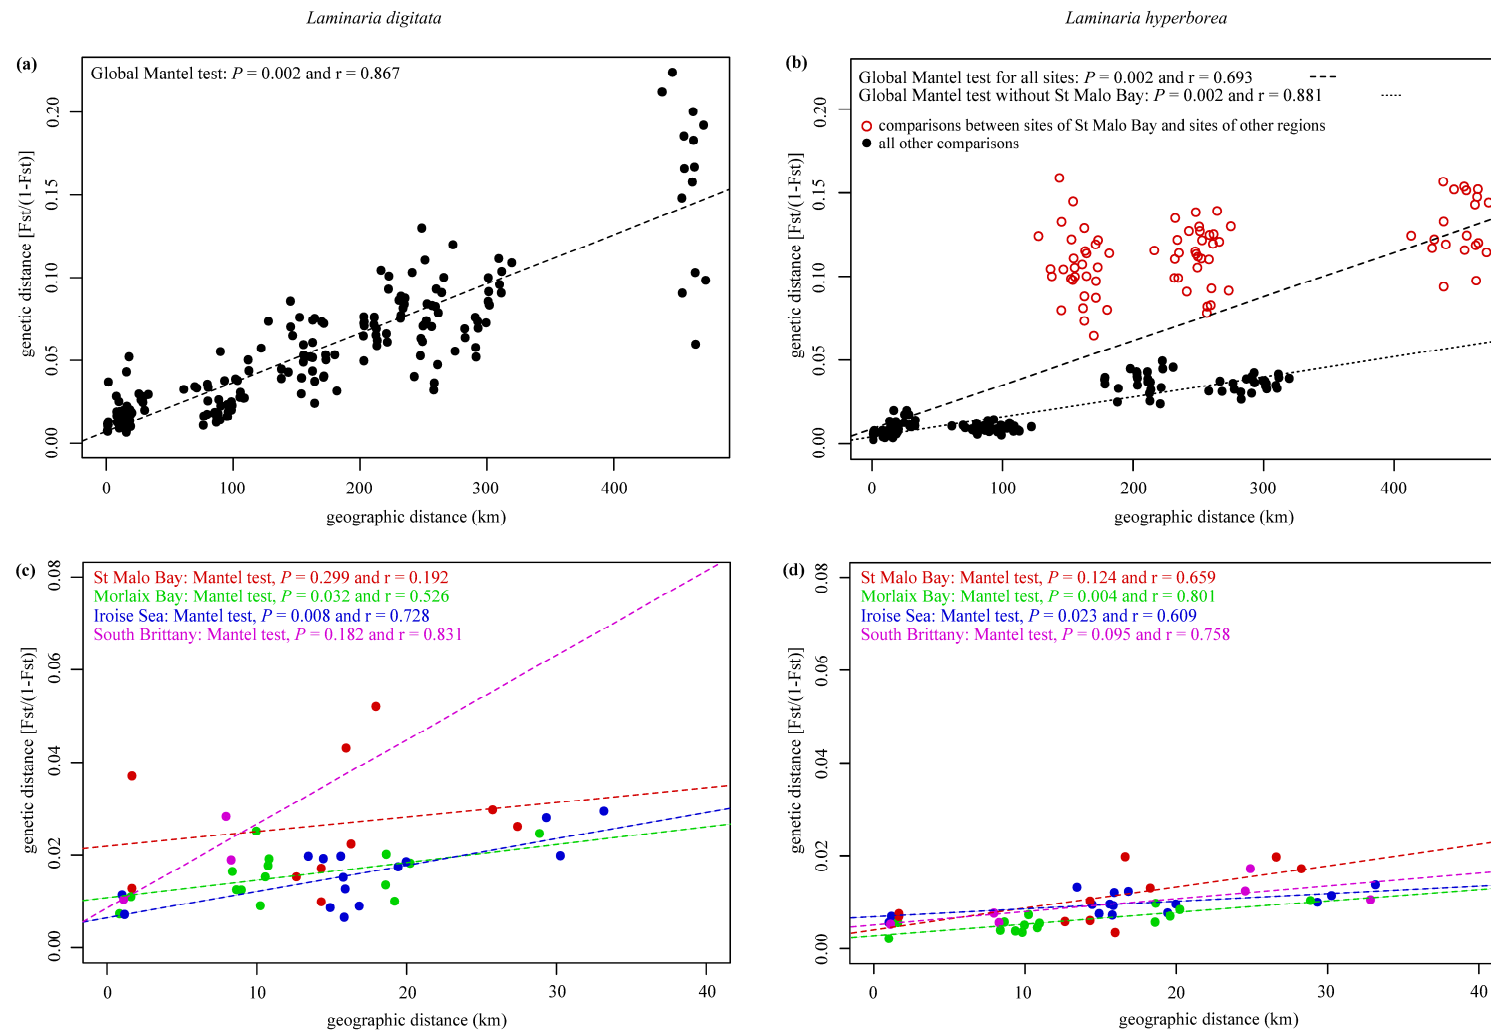 Laminaria digitata
Laminaria hyperborea
(a)
Global Mantel test: P = 0.002 and r = 0.867
genetic distance [Fst/(1-Fst)]
0.20
0.15
0.10
0.05
0.00
0 100 200 300 400
geographic distance (km)
(b)
Global Mantel test for all sites: P = 0.002 and r = 0.693
Global Mantel test without St Malo Bay: P = 0.002 and r = 0.881
comparisons between sites of St Malo Bay and sites of other regions
all other comparisons
genetic distance [Fst/(1-Fst)]
0.20
0.15
0.10
0.05
0.00
0 100 200 300 400
geographic distance (km)
(c)
St Malo Bay: Mantel test, P = 0.299 and r = 0.192
Morlaix Bay: Mantel test, P = 0.032 and r = 0.526
Iroise Sea: Mantel test, P = 0.008 and r = 0.728
South Brittany: Mantel test, P = 0.182 and r = 0.831
genetic distance [Fst/(1-Fst)]
0.08
0.06
0.04
0.02
0.00
0 10 20 30 40
geographic distance (km)
(d)
St Malo Bay: Mantel test, P = 0.124 and r = 0.659
Morlaix Bay: Mantel test, P = 0.004 and r = 0.801
Iroise Sea: Mantel test, P = 0.023 and r = 0.609
South Brittany: Mantel test, P = 0.095 and r = 0.758
genetic distance [Fst/(1-Fst)]
0.08
0.06
0.04
0.02
0.00
0 10 20 30 40
geographic distance (km)